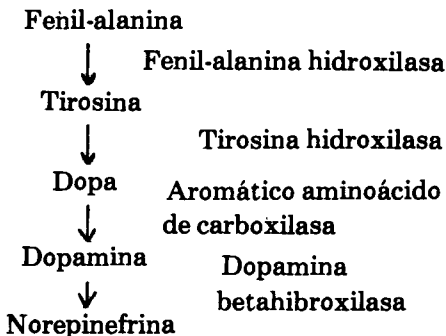 Fenil-alanina
Fenil-alanina hidroxilasa
Tirosina
Tirosina hidroxilasa
Dopa
Aromático aminoácido
de carboxilasa
Dopamina
Dopamina
betahibroxilasa
Norepinefrina